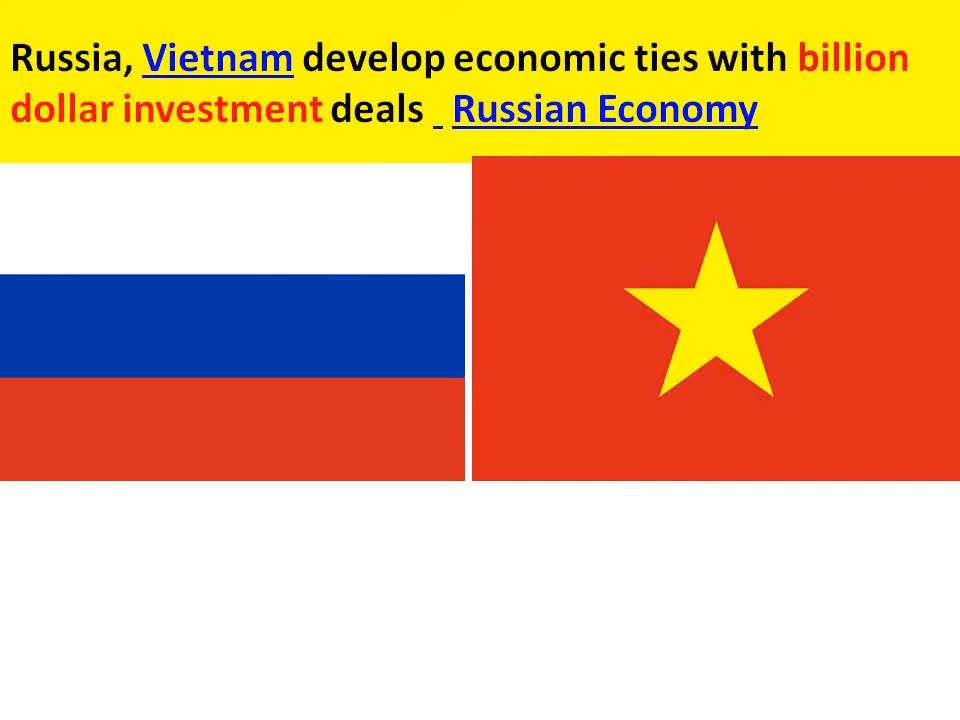 Russia, Vietnam develop economic ties with billion
dollar investment deals _ Russian Economy